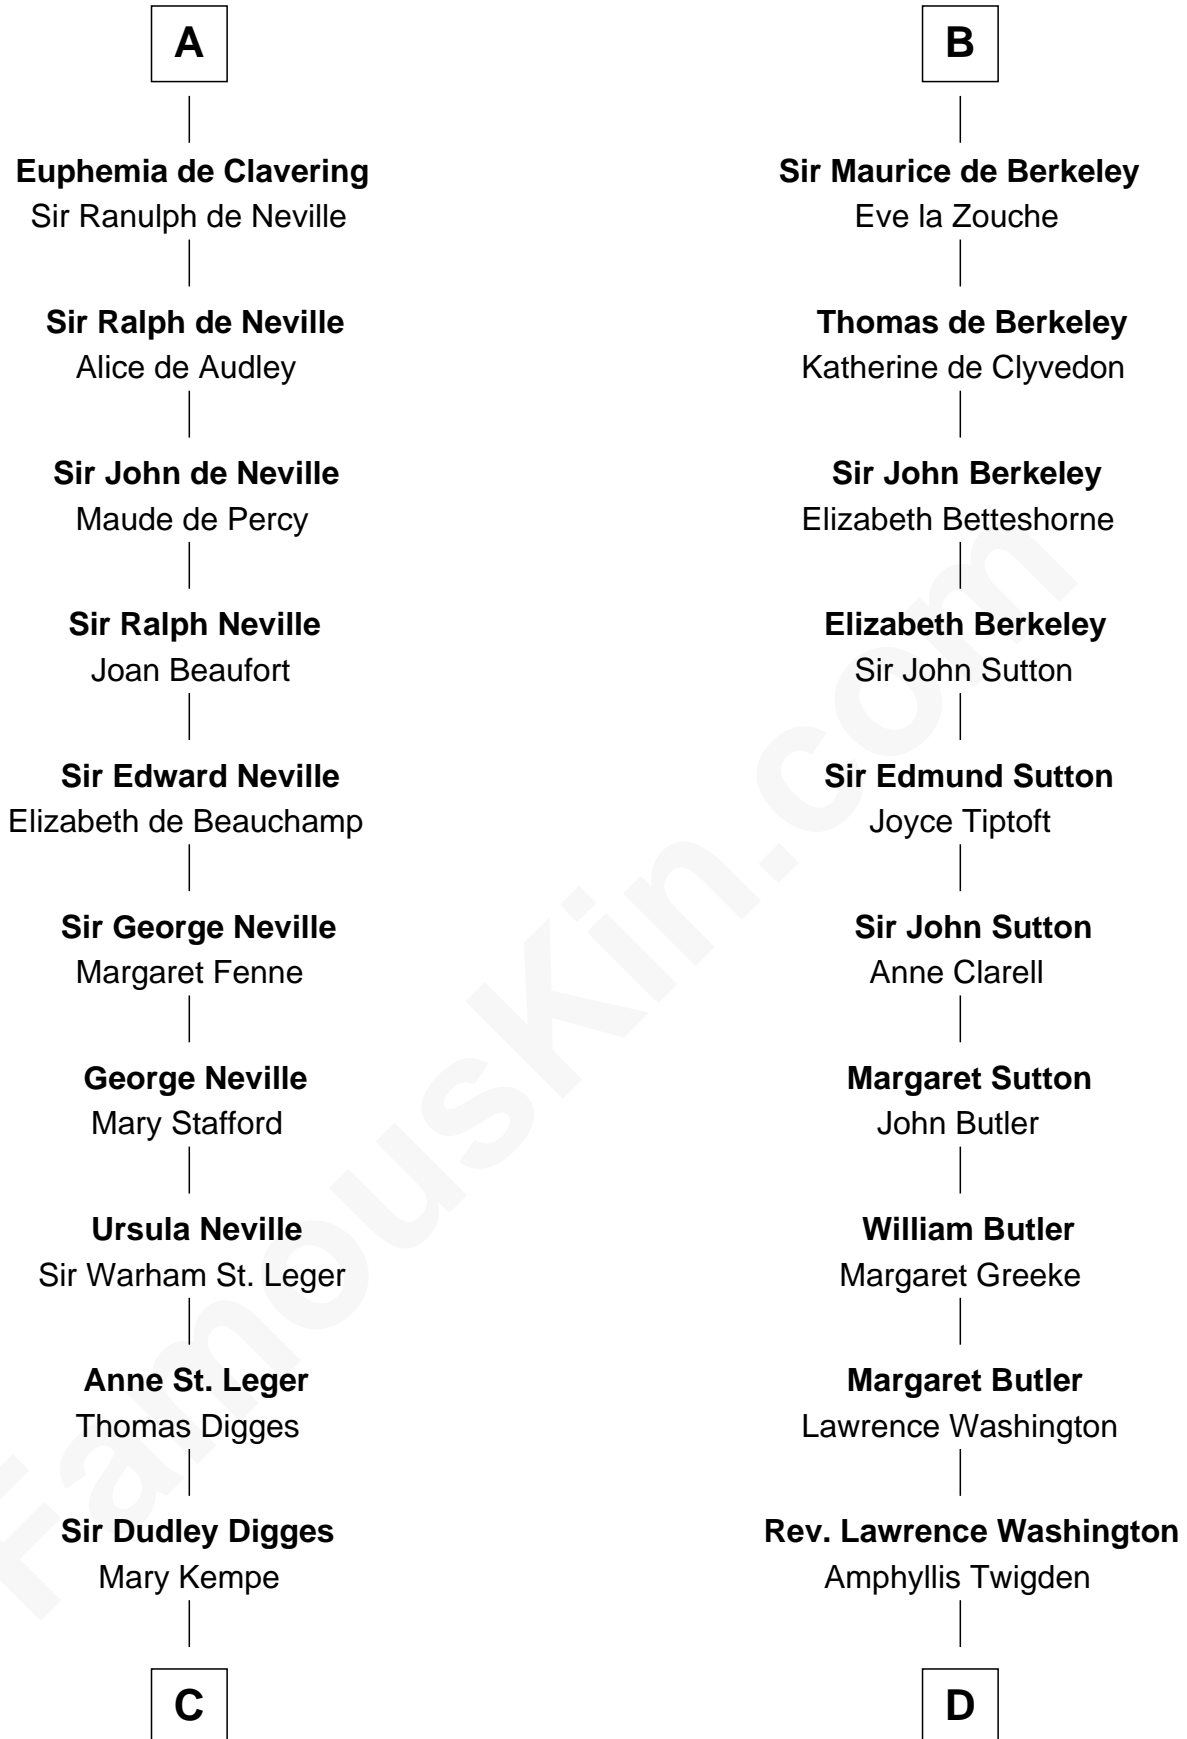 A
Euphemia de Clavering
Sir Ranulph de Neville
Sir Ralph de Neville
Alice de Audley
Sir John de Neville
Maude de Percy
Sir Ralph Neville
Joan Beaufort
Sir Edward Neville
Elizabeth de Beauchamp
Sir George Neville
Margaret Fenne
George Neville
Mary Stafford
Ursula Neville
Sir Warham St. Leger
Anne St. Leger
Thomas Digges
Sir Dudley Digges
Mary Kempe
C
B
Sir Maurice de Berkeley
Eve la Zouche
Thomas de Berkeley
Katherine de Clyvedon
Sir John Berkeley
Elizabeth Betteshorne
Elizabeth Berkeley
Sir John Sutton
Sir Edmund Sutton
Joyce Tiptoft
Sir John Sutton
Anne Clarell
Margaret Sutton
John Butler
William Butler
Margaret Greeke
Margaret Butler
Lawrence Washington
Rev. Lawrence Washington
Amphyllis Twigden
D
FamousKin.com